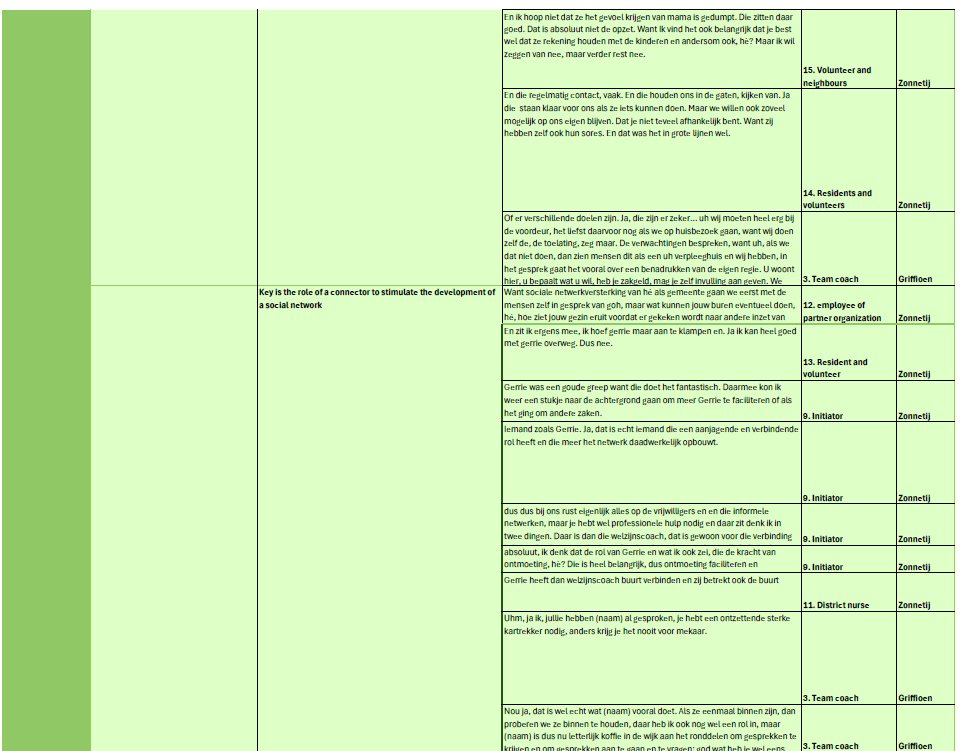 En ik hoop niet dat ze het gevoel krijgen van mama is gedumpt. Die zitten daar
goed. Dat is absoluut niet de opzet. Want ik vind het ook belangrijk dat je best
wel dat ze rekening houden met de kinderen en andersom ook, hè? Maar ik wil
zeggen van nee, maar verder rest nee.
15. Volunteer and
neighbours
Zonnetij
En die regelmatig contact, vaak. En die houden ons in de gaten, kijken van. Ja
die staan klaar voor ons als ze iets kunnen doen. Maar we willen ook zoveel
mogelijk op ons eigen blijven. Dat je niet teveel afhankelijk bent. Want zij
hebben zelf ook hun sores. En dat was het in grote lijnen wel.
14. Residents and
volunteers
Zonnetij
Of er verschillende doelen zijn. Ja, die zijn er zeker... uh wij moeten heel erg bij
de voordeur, het liefst daarvoor nog als we op huisbezoek gaan, want wij doen
zelf de, de toelating, zeg maar. De verwachtingen bespreken, want uh, als we
dat niet doen, dan zien mensen dit als een uh verpleeghuis en wij hebben, in
het gesprek gaat het vooral over een benadrukken van de eigen regie. U woont
hier, u bepaalt wat u wil, heb je zakgeld, mag je zelf invulling aan geven. We
3. Team coach
Griffioen
Key is the role of a connector to stimulate the development of
a social network
Want sociale netwerkversterking van hé als gemeente gaan we eerst met de
mensen zelf in gesprek van goh, maar wat kunnen jouw buren eventueel doen,
hé, hoe ziet jouw gezin eruit voordat er gekeken wordt naar andere inzet van
12. employee of
partner organization
Zonnetij
En zit ik ergens mee, ik hoef gerrie maar aan te klampen en. Ja ik kan heel goed
met gerrie overweg. Dus nee.
13. Resident and
volunteer
Zonnetij
Gerrie was een goude greep want die doet het fantastisch. Daarmee kon ik
weer een stukje naar de achtergrond gaan om meer Gerrie te faciliteren of als
het ging om andere zaken.
9. Initiator
Zonnetij
Iemand zoals Gerrie. Ja, dat is echt iemand die een aanjagende en verbindende
rol heeft en die meer het netwerk daadwerkelijk opbouwt.
9. Initiator
Zonnetij
dus dus bij ons rust eigenlijk alles op de vrijwilligers en en die informele
netwerken, maar je hebt wel professionele hulp nodig en daar zit denk ik in
twee dingen. Daar is dan die welzijnscoach, dat is gewoon voor die verbinding
9. Initiator
Zonnetij
absoluut, ik denk dat de rol van Gerrie en wat ik ook zei, die de kracht van
ontmoeting, hè? Die is heel belangrijk, dus ontmoeting faciliteren en
9. Initiator
Zonnetij
Gerrie heeft dan welzijnscoach buurt verbinden en zij betrekt ook de buurt
11. District nurse
Zonnetij
Uhm, ja ik, jullie hebben (naam) al gesproken, je hebt een ontzettende sterke
kartrekker nodig, anders krijg je het nooit voor mekaar.
3. Team coach
Griffioen
Nou ja, dat is wel echt wat (naam) vooral doet. Als ze eenmaal binnen zijn, dan
proberen we ze binnen te houden, daar heb ik ook nog wel een rol in, maar
(naam) is dus nu letterlijk koffie in de wijk aan het ronddelen om gesprekken te
krijgen en om gesprekken aan te gaan en te vragen: god wat heb je wel eens
3. Team coach
Griffioen